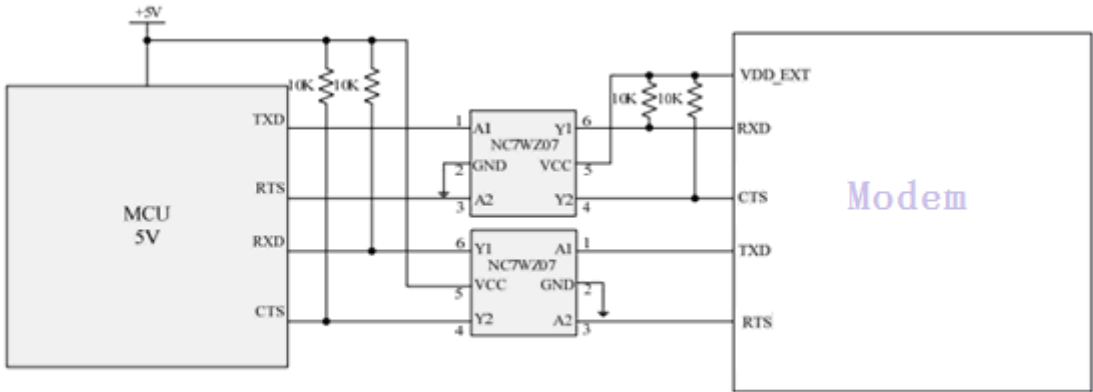 +5V
10K 10K
VDD_EXT
10K 10K
TXD 1 A1 Y1 6 RXD
NC7WZ07
2 GND VCC 5
RTS 3 A2 Y2 4 CTS
MCU
5V
Modem
RXD 6 Y1 A1 1 TXD
NC7WZ07
5 VCC GND 2
CTS 4 Y2 A2 3 RTS